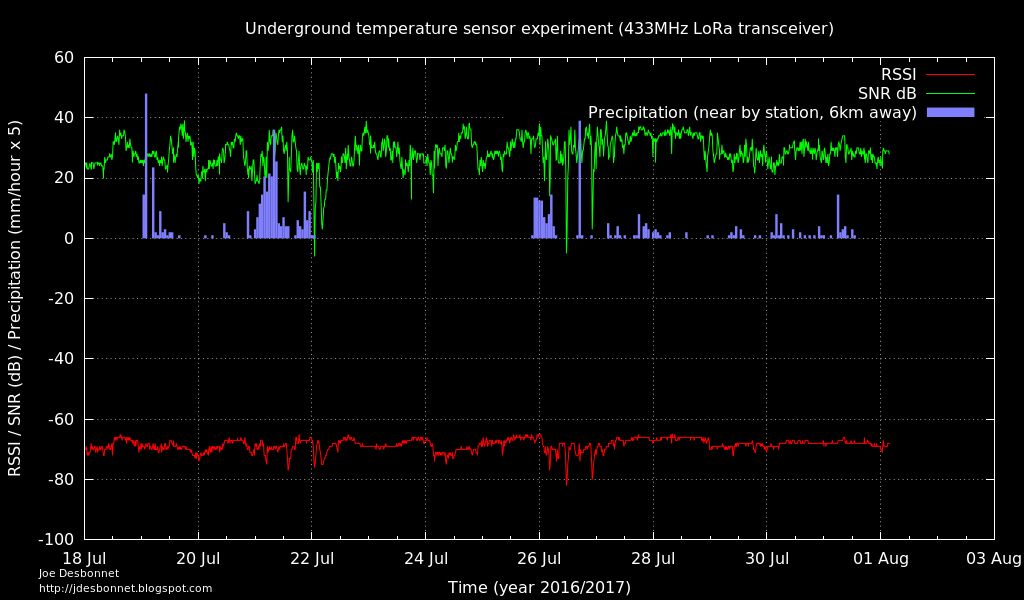 Underground temperature sensor experiment (433MHz LoRa transceiver)
RSSI / SNR (dB) / Precipitation (mm/hour x 5)
60
40
20
0
-20
-40
-60
-80
-100
RSSI
SNR dB
Precipitation (near by station, 6km away)
18 Jul 20 Jul 22 Jul 24 Jul 26 Jul 28 Jul 30 Jul 01 Aug 03 Aug
Time (year 2016/2017)
Joe Desbonnet
http://jdesbonnet.blogspot.com